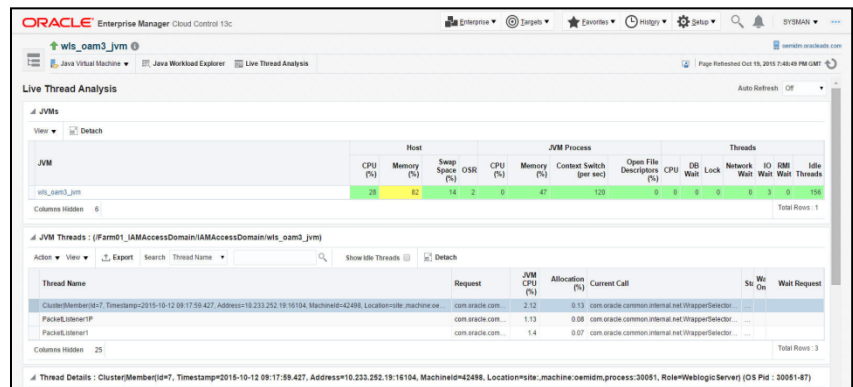 ORACLE® Enterprise Manager Cloud Control 13c
Enterprise Targets Favorites History Setup SYSMAN
wls_oam3_jvm
oemidm.oracleads.com
Java Virtual Machine Java Workload Explorer Live Thread Analysis
Page Refreshed Oct 19, 2015 7:48:49 PM GMT
Live Thread Analysis
Auto Refresh Off
JVMs
View Detach
JVM Host JVM Process Threads
CPU (%) Memory (%) Swap Space (%) OSR CPU (%) Memory (%) Context Switch (per sec) Open File Descriptors (%) CPU DB Wait Lock Network Wait IO Wait RMI Wait Idle Threads
wls_oam3_jvm 28 82 14 2 0 47 120 0 0 0 0 0 3 0 156
Columns Hidden 6 Total Rows : 1
JVM Threads : (/Farm01_IAMAccessDomain/IAMAccessDomain/wls_oam3_jvm)
Action View Export Search Thread Name Show Idle Threads Detach
Thread Name Request JVM CPU (%) Allocation (%) Current Call Sta Wa On Wait Request
Cluster|Member(Id=7, Timestamp=2015-10-12 09:17:59.427, Address=10.233.252.19:16104, MachineId=42498, Location=site:,machine:oe... com.oracle.com... 2.12 0.13 com.oracle.common.internal.net.WrapperSelector... ...
PacketListener1P com.oracle.com... 1.13 0.08 com.oracle.common.internal.net.WrapperSelector... ...
PacketListener1 com.oracle.com... 1.4 0.07 com.oracle.common.internal.net.WrapperSelector... ...
Columns Hidden 25 Total Rows : 3
Thread Details : Cluster|Member(Id=7, Timestamp=2015-10-12 09:17:59.427, Address=10.233.252.19:16104, MachineId=42498, Location=site:,machine:oemidm,process:30051, Role=WeblogicServer) (OS Pid : 30051-87)